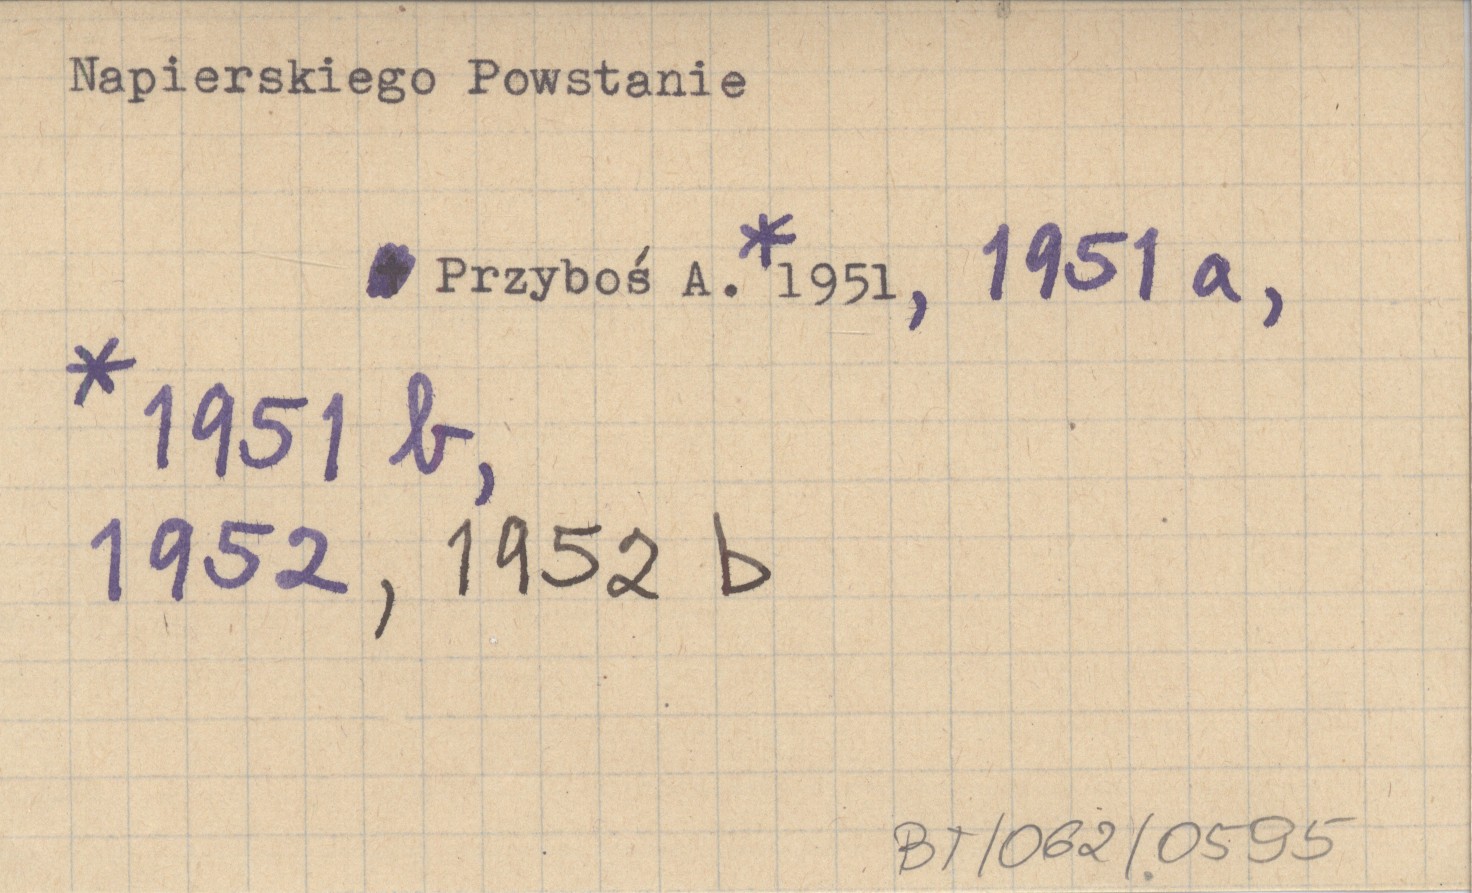 Napierskiego Powstanie
Przyboś A. *1951, 1951 a,
*1951 b,
1952, 1952 b
BT/062/0595